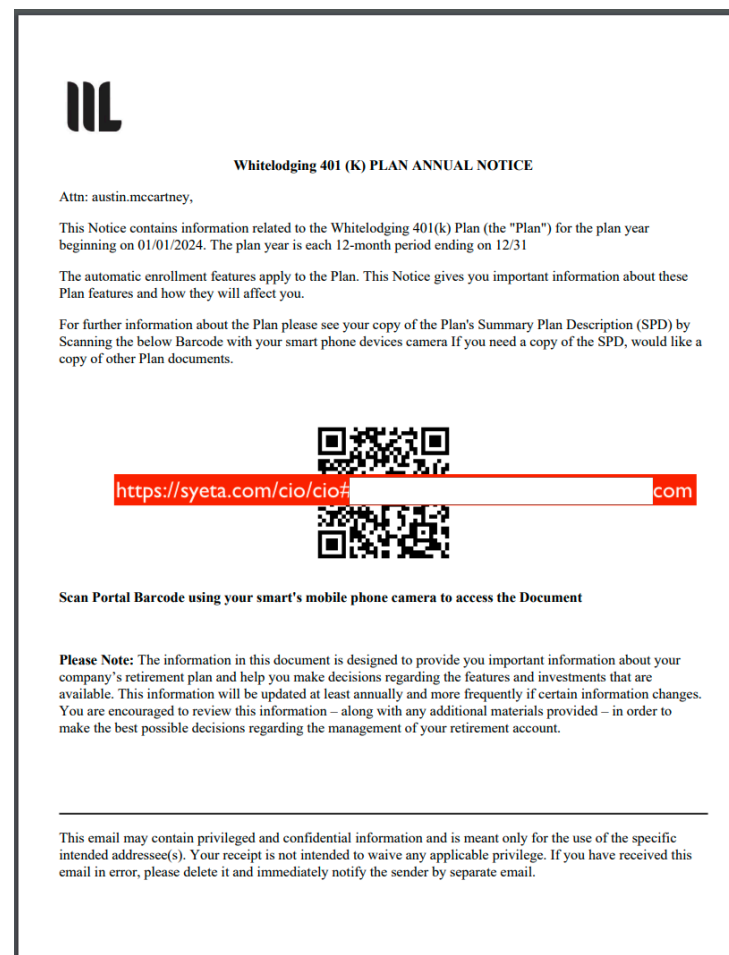 Whitelodging 401 (K) PLAN ANNUAL NOTICE
Attn: austin.mccartney,
This Notice contains information related to the Whitelodging 401(k) Plan (the "Plan") for the plan year
beginning on 01/01/2024. The plan year is each 12-month period ending on 12/31
The automatic enrollment features apply to the Plan. This Notice gives you important information about these
Plan features and how they will affect you.
For further information about the Plan please see your copy of the Plan's Summary Plan Description (SPD) by
Scanning the below Barcode with your smart phone devices camera If you need a copy of the SPD, would like a
copy of other Plan documents.
https://syeta.com/cio/cio# com
Scan Portal Barcode using your smart's mobile phone camera to access the Document
Please Note: The information in this document is designed to provide you important information about your
company’s retirement plan and help you make decisions regarding the features and investments that are
available. This information will be updated at least annually and more frequently if certain information changes.
You are encouraged to review this information – along with any additional materials provided – in order to
make the best possible decisions regarding the management of your retirement account.
This email may contain privileged and confidential information and is meant only for the use of the specific
intended addressee(s). Your receipt is not intended to waive any applicable privilege. If you have received this
email in error, please delete it and immediately notify the sender by separate email.